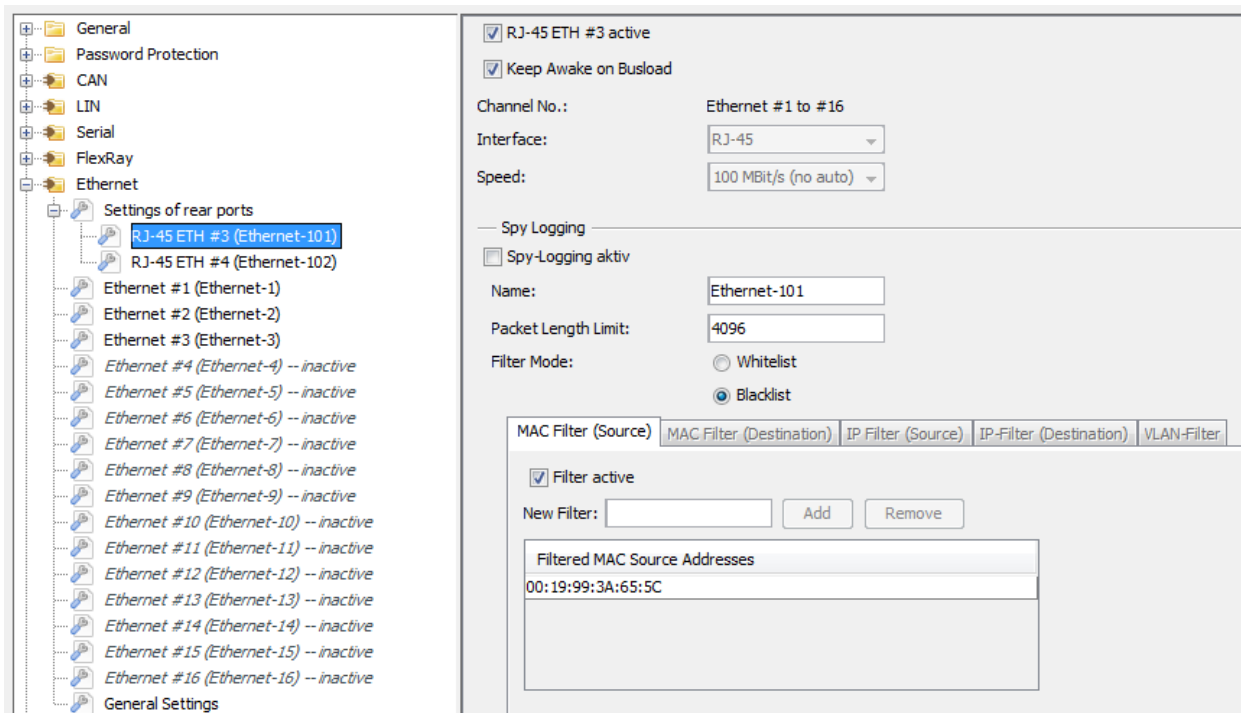 General
Password Protection
CAN
LIN
Serial
FlexRay
Ethernet
Settings of rear ports
RJ-45 ETH #3 (Ethernet-101)
RJ-45 ETH #4 (Ethernet-102)
Ethernet #1 (Ethernet-1)
Ethernet #2 (Ethernet-2)
Ethernet #3 (Ethernet-3)
Ethernet #4 (Ethernet-4) -- inactive
Ethernet #5 (Ethernet-5) -- inactive
Ethernet #6 (Ethernet-6) -- inactive
Ethernet #7 (Ethernet-7) -- inactive
Ethernet #8 (Ethernet-8) -- inactive
Ethernet #9 (Ethernet-9) -- inactive
Ethernet #10 (Ethernet-10) -- inactive
Ethernet #11 (Ethernet-11) -- inactive
Ethernet #12 (Ethernet-12) -- inactive
Ethernet #13 (Ethernet-13) -- inactive
Ethernet #14 (Ethernet-14) -- inactive
Ethernet #15 (Ethernet-15) -- inactive
Ethernet #16 (Ethernet-16) -- inactive
General Settings
RJ-45 ETH #3 active
Keep Awake on Busload
Channel No.: Ethernet #1 to #16
Interface: RJ-45
Speed: 100 MBit/s (no auto)
Spy Logging
Spy-Logging aktiv
Name: Ethernet-101
Packet Length Limit: 4096
Filter Mode: Whitelist
Blacklist
MAC Filter (Source) MAC Filter (Destination) IP Filter (Source) IP-Filter (Destination) VLAN-Filter
Filter active
New Filter: Add Remove
Filtered MAC Source Addresses
00:19:99:3A:65:5C